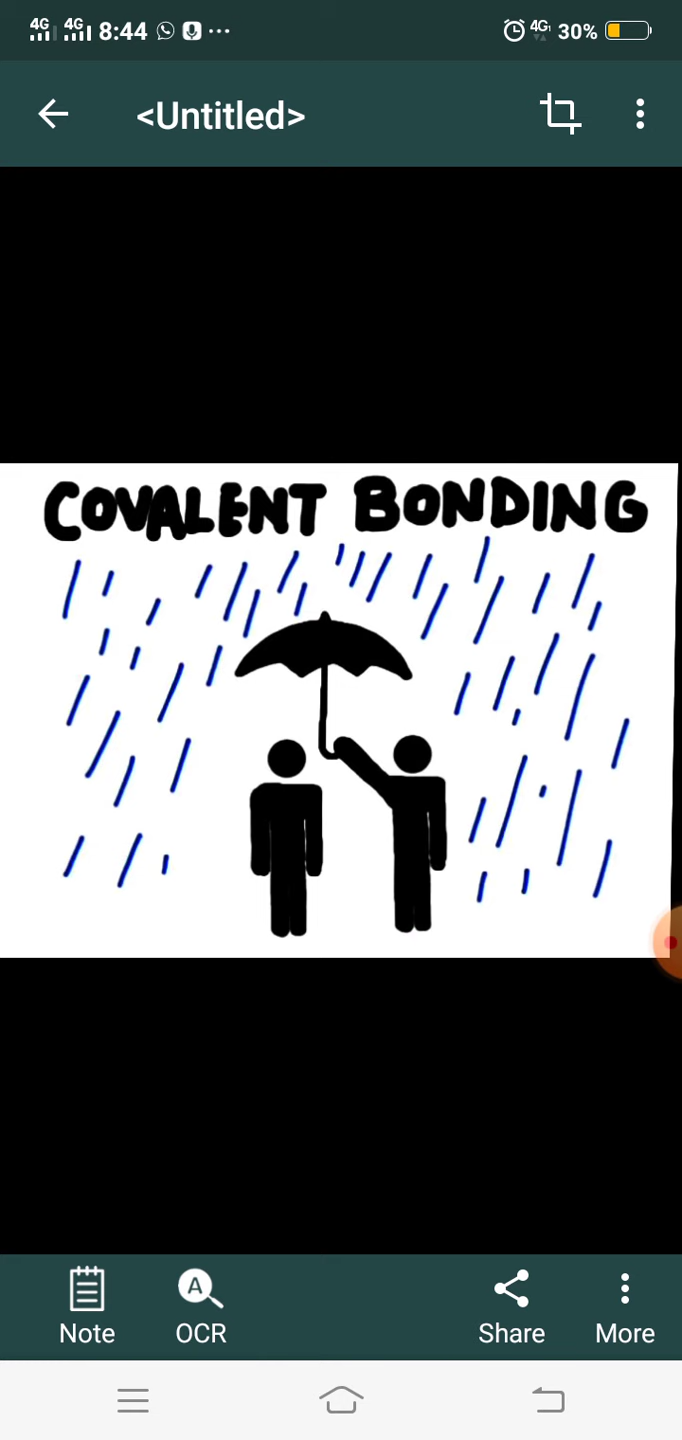 4G 4G 8:44 ... 4G 30%
<Untitled>
COVALENT BONDING
A
Note OCR Share More